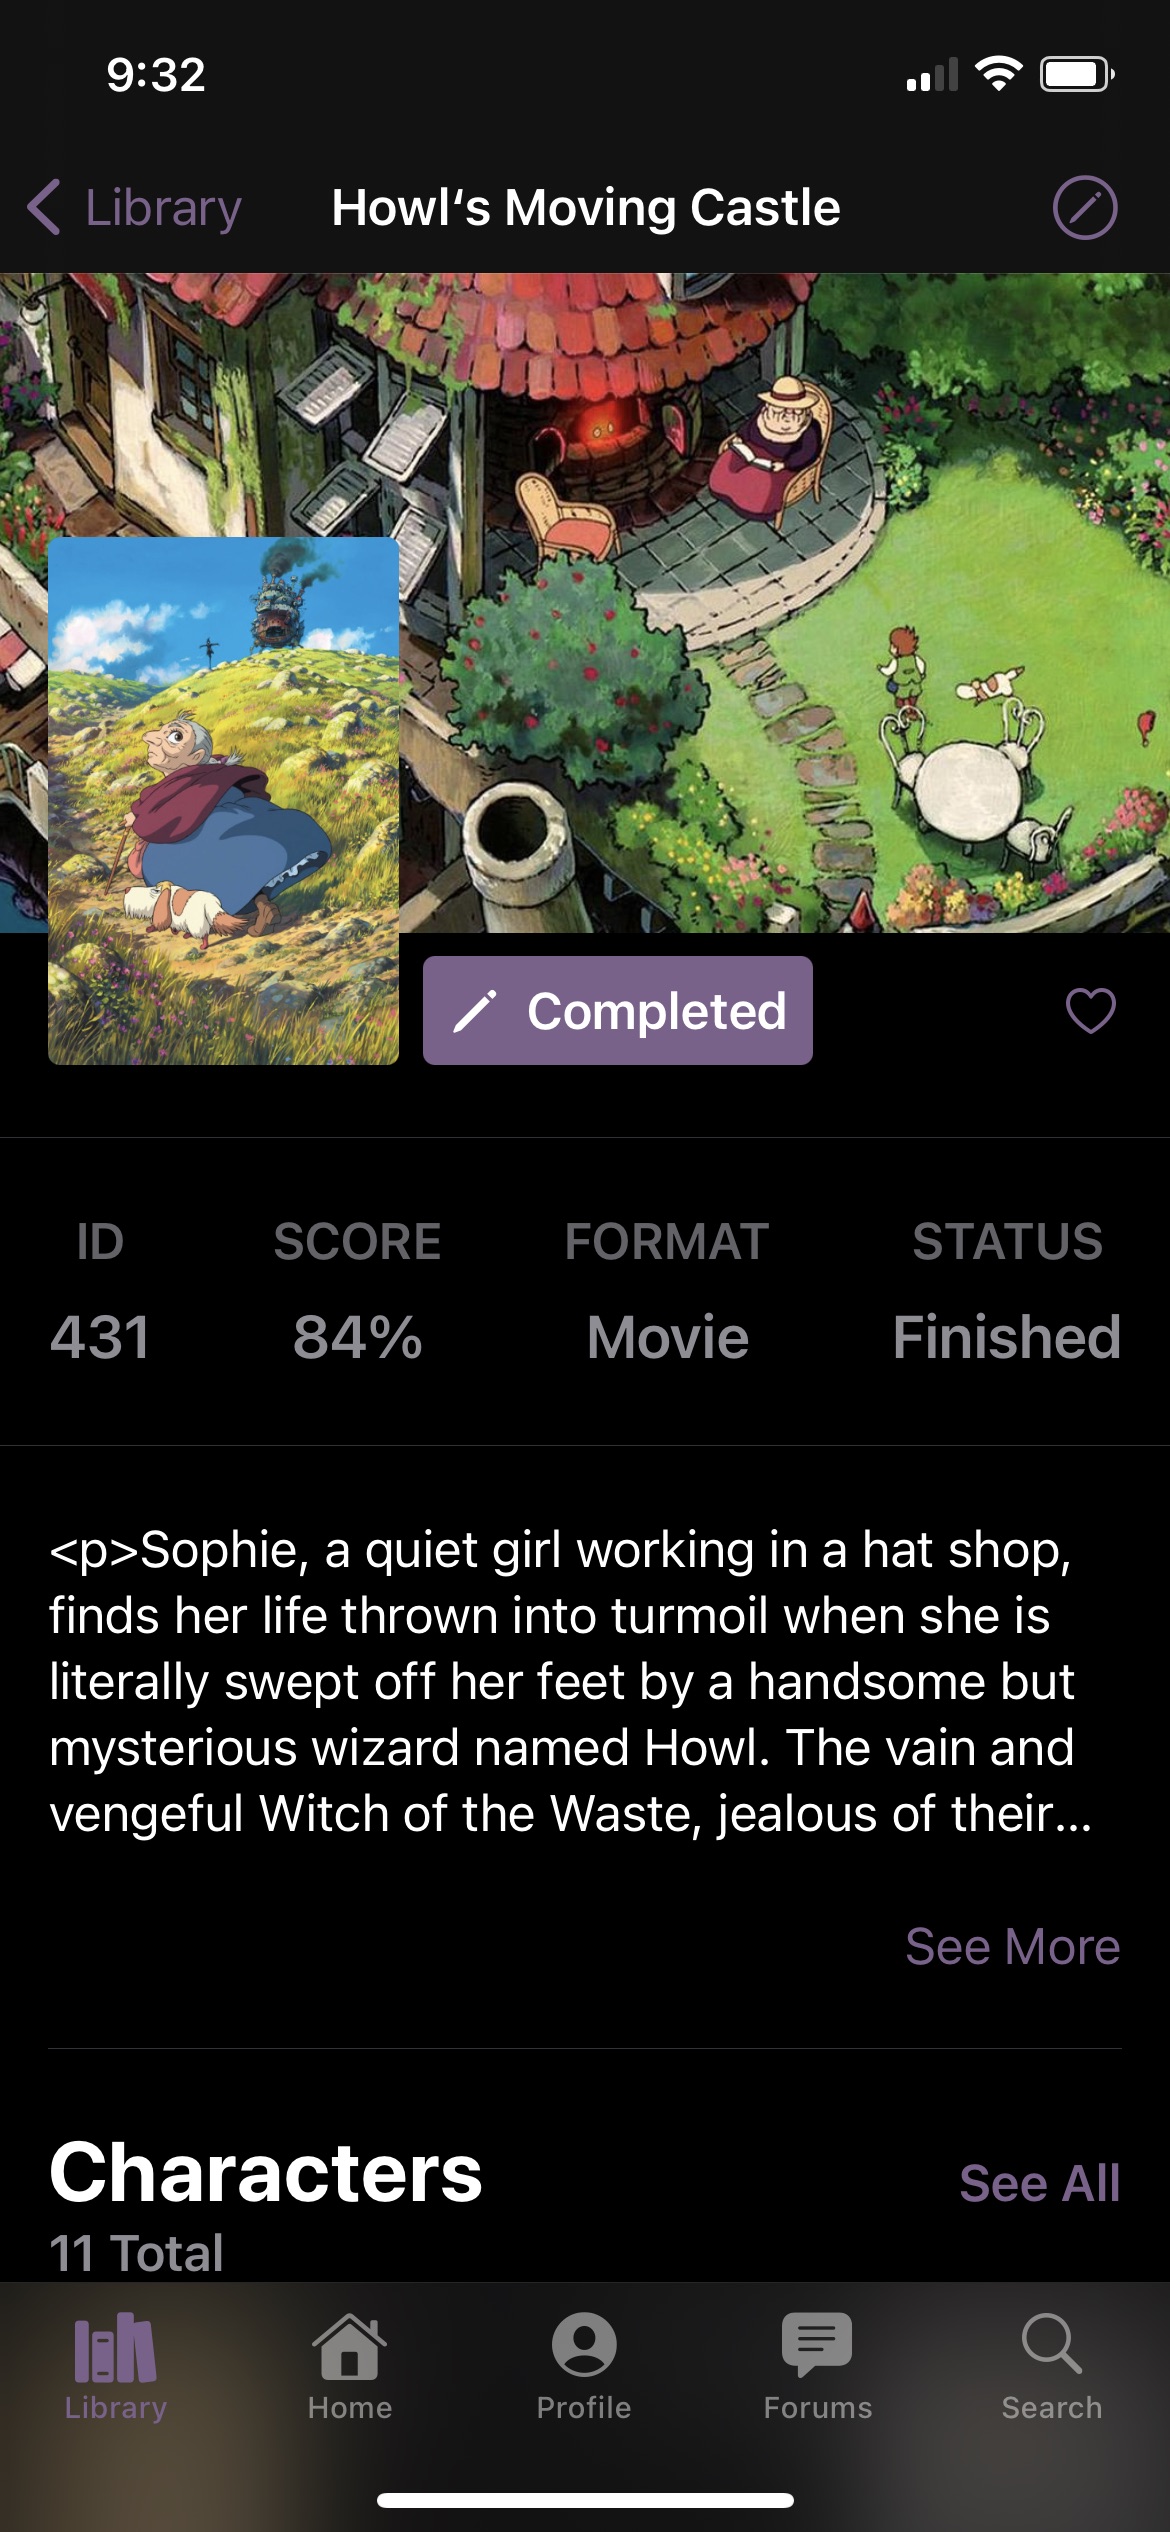 9:32
Library
Howl‘s Moving Castle
Completed
ID SCORE FORMAT STATUS
431 84% Movie Finished
<p>Sophie, a quiet girl working in a hat shop,
finds her life thrown into turmoil when she is
literally swept off her feet by a handsome but
mysterious wizard named Howl. The vain and
vengeful Witch of the Waste, jealous of their...
See More
Characters
See All
11 Total
Library Home Profile Forums Search